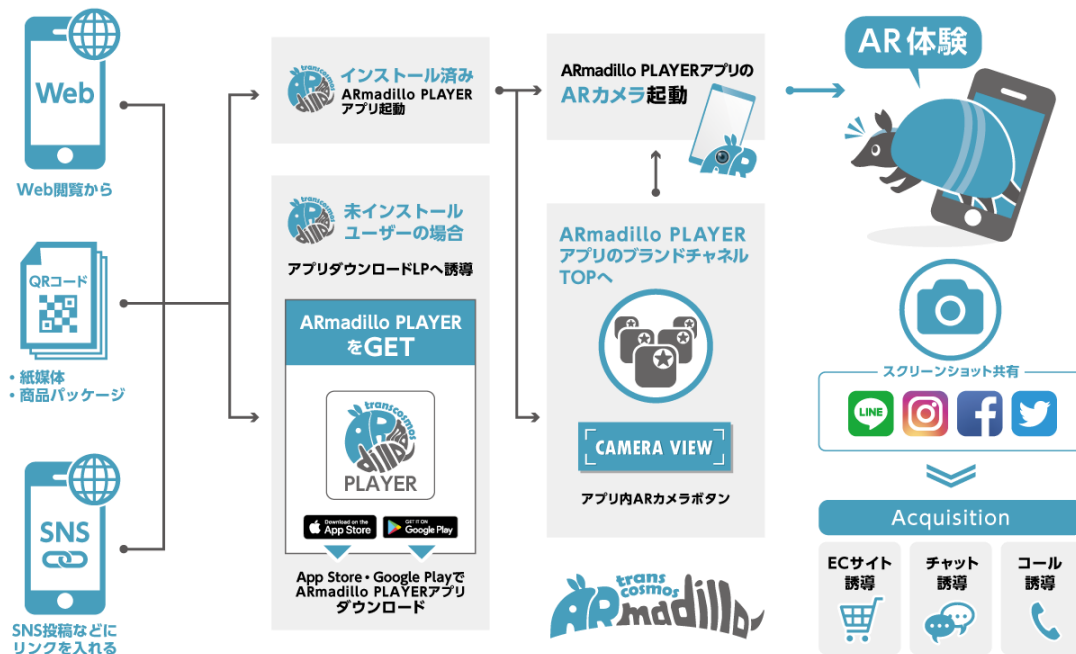 Web
Web閲覧から
QRコード
・紙媒体
・商品パッケージ
SNS
SNS投稿などに
リンクを入れる
transcosmos
ARmadillo
インストール済み
ARmadillo PLAYER
アプリ起動
transcosmos
ARmadillo
未インストール
ユーザーの場合
アプリダウンロードLPへ誘導
ARmadillo PLAYER
をGET
transcosmos
ARmadillo
PLAYER
Download on the
App Store
GET IT ON
Google Play
App Store・Google Playで
ARmadillo PLAYERアプリ
ダウンロード
ARmadillo PLAYERアプリの
ARカメラ起動
AR
ARmadillo PLAYER
アプリのブランドチャネル
TOPへ
CAMERA VIEW
アプリ内ARカメラボタン
trans
cosmos
ARmadillo
AR体験
スクリーンショット共有
LINE
Acquisition
ECサイト
誘導
チャット
誘導
コール
誘導